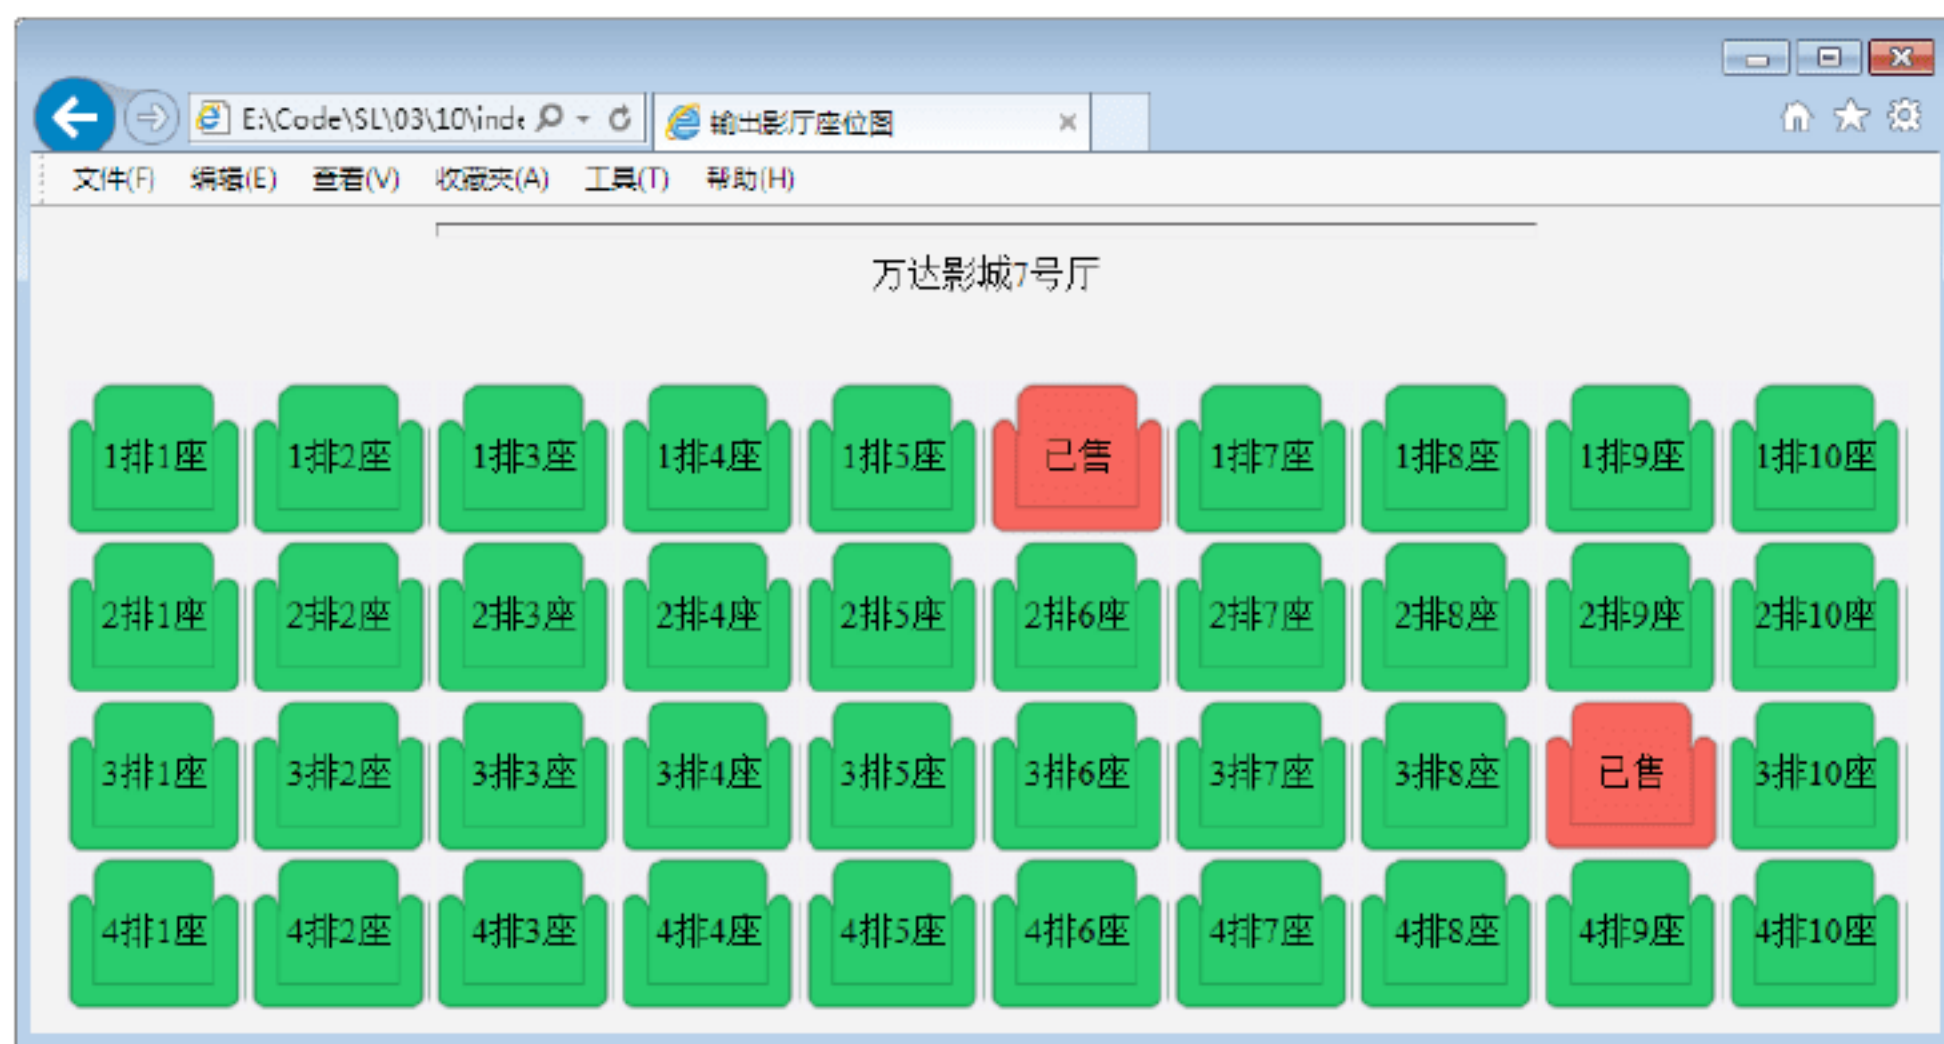 E:\Code\SL\03\10\inde
输出影厅座位图
文件(F) 编辑(E) 查看(V) 收藏夹(A) 工具(T) 帮助(H)
万达影城7号厅
1排1座 1排2座 1排3座 1排4座 1排5座 已售 1排7座 1排8座 1排9座 1排10座
2排1座 2排2座 2排3座 2排4座 2排5座 2排6座 2排7座 2排8座 2排9座 2排10座
3排1座 3排2座 3排3座 3排4座 3排5座 3排6座 3排7座 3排8座 已售 3排10座
4排1座 4排2座 4排3座 4排4座 4排5座 4排6座 4排7座 4排8座 4排9座 4排10座